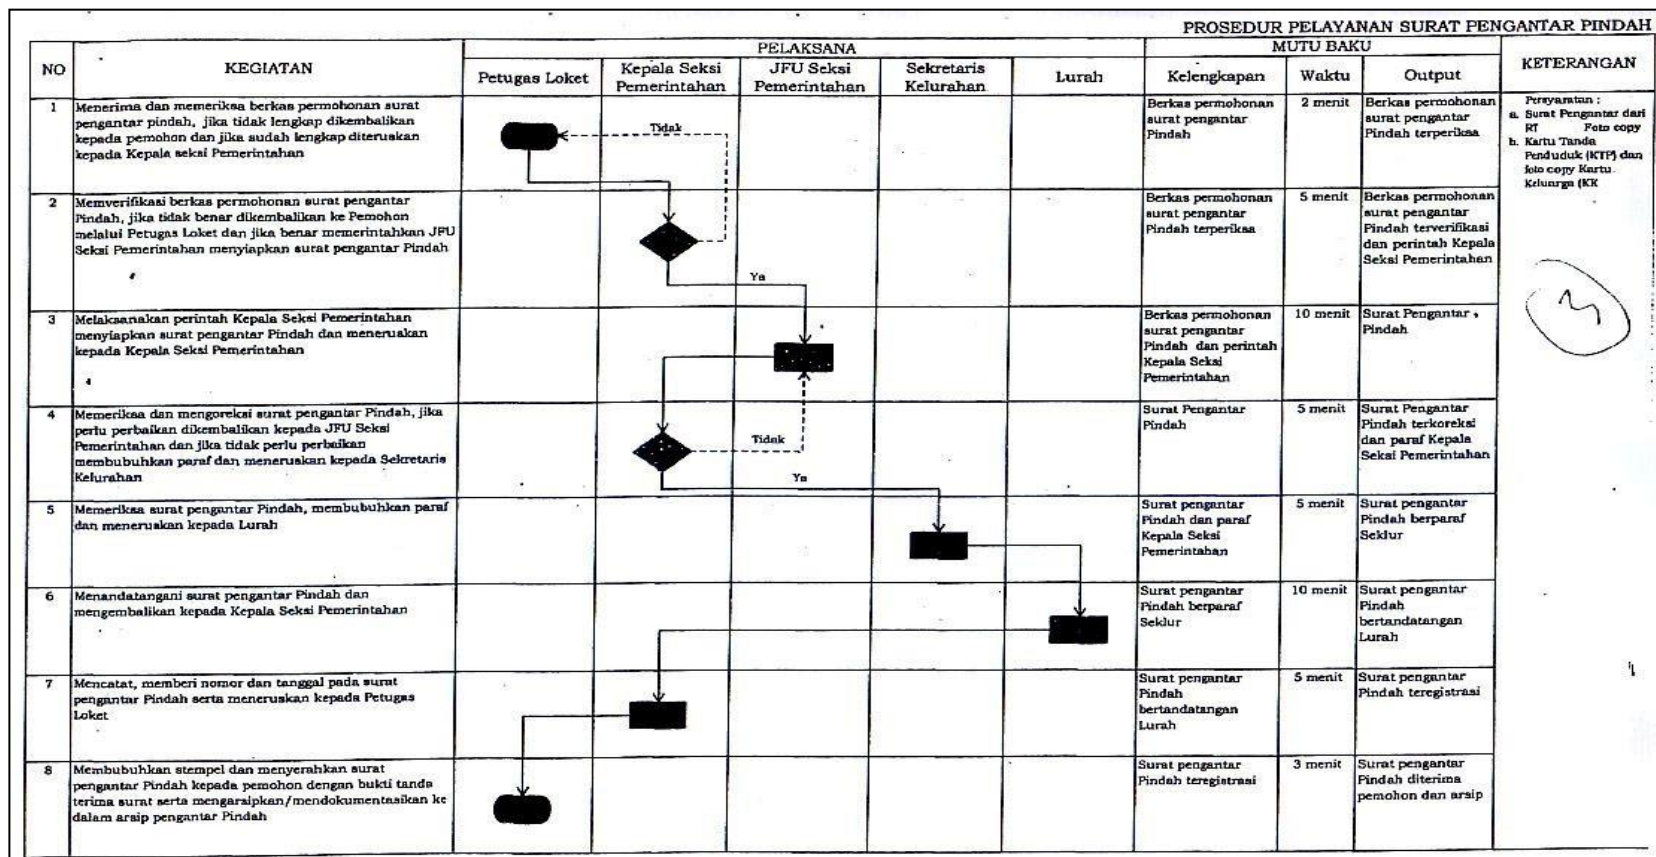 PROSEDUR PELAYANAN SURAT PENGANTAR PINDAH
NO
KEGIATAN
PELAKSANA
MUTU BAKU
KETERANGAN
Petugas Loket
Kepala Seksi
Pemerintahan
JFU Seksi
Pemerintahan
Sekretaris
Kelurahan
Lurah
Kelengkapan
Waktu
Output
1
Menerima dan memeriksa berkas permohonan surat
pengantar pindah, jika tidak lengkap dikembalikan
kepada pemohon dan jika sudah lengkap diteruskan
kepada Kepala seksi Pemerintahan
Tidak
Berkas permohonan
surat pengantar
Pindah
2 menit
Berkas permohonan
surat pengantar
Pindah terperiksa
Persyaratan :
a. Surat Pengantar dari
RT Foto copy
b. Kartu Tanda
Penduduk (KTP) dan
foto copy Kartu
Keluarga (KK
2
Memverifikasi berkas permohonan surat pengantar
Pindah, jika tidak benar dikembalikan ke Pemohon
melalui Petugas Loket dan jika benar memerintahkan JFU
Seksi Pemerintahan menyiapkan surat pengantar Pindah
Ya
Berkas permohonan
surat pengantar
Pindah terperiksa
5 menit
Berkas permohonan
surat pengantar
Pindah terverifikasi
dan perintah Kepala
Seksi Pemerintahan
3
3
Melaksanakan perintah Kepala Seksi Pemerintahan
menyiapkan surat pengantar Pindah dan meneruskan
kepada Kepala Seksi Pemerintahan
Berkas permohonan
surat pengantar
Pindah dan perintah
Kepala Seksi
Pemerintahan
10 menit
Surat Pengantar
Pindah
4
Memeriksa dan mengoreksi surat pengantar Pindah, jika
perlu perbaikan dikembalikan kepada JFU Seksi
Pemerintahan dan jika tidak perlu perbaikan
membubuhkan paraf dan meneruskan kepada Sekretaris
Kelurahan
Tidak
Ya
Surat Pengantar
Pindah
5 menit
Surat Pengantar
Pindah terkoreksi
dan paraf Kepala
Seksi Pemerintahan
5
Memeriksa surat pengantar Pindah, membubuhkan paraf
dan meneruskan kepada Lurah
Surat pengantar
Pindah dan paraf
Kepala Seksi
Pemerintahan
5 menit
Surat pengantar
Pindah berparaf
Seklur
6
Menandatangani surat pengantar Pindah dan
mengembalikan kepada Kepala Seksi Pemerintahan
Surat pengantar
Pindah berparaf
Seklur
10 menit
Surat pengantar
Pindah
bertandatangan
Lurah
7
Mencatat, memberi nomor dan tanggal pada surat
pengantar Pindah serta meneruskan kepada Petugas
Loket
Surat pengantar
Pindah
bertandatangan
Lurah
5 menit
Surat pengantar
Pindah teregistrasi
8
Membubuhkan stempel dan menyerahkan surat
pengantar Pindah kepada pemohon dengan bukti tanda
terima surat serta mengarsipkan/mendokumentasikan ke
dalam arsip pengantar Pindah
Surat pengantar
Pindah teregistrasi
3 menit
Surat pengantar
Pindah diterima
pemohon dan arsip